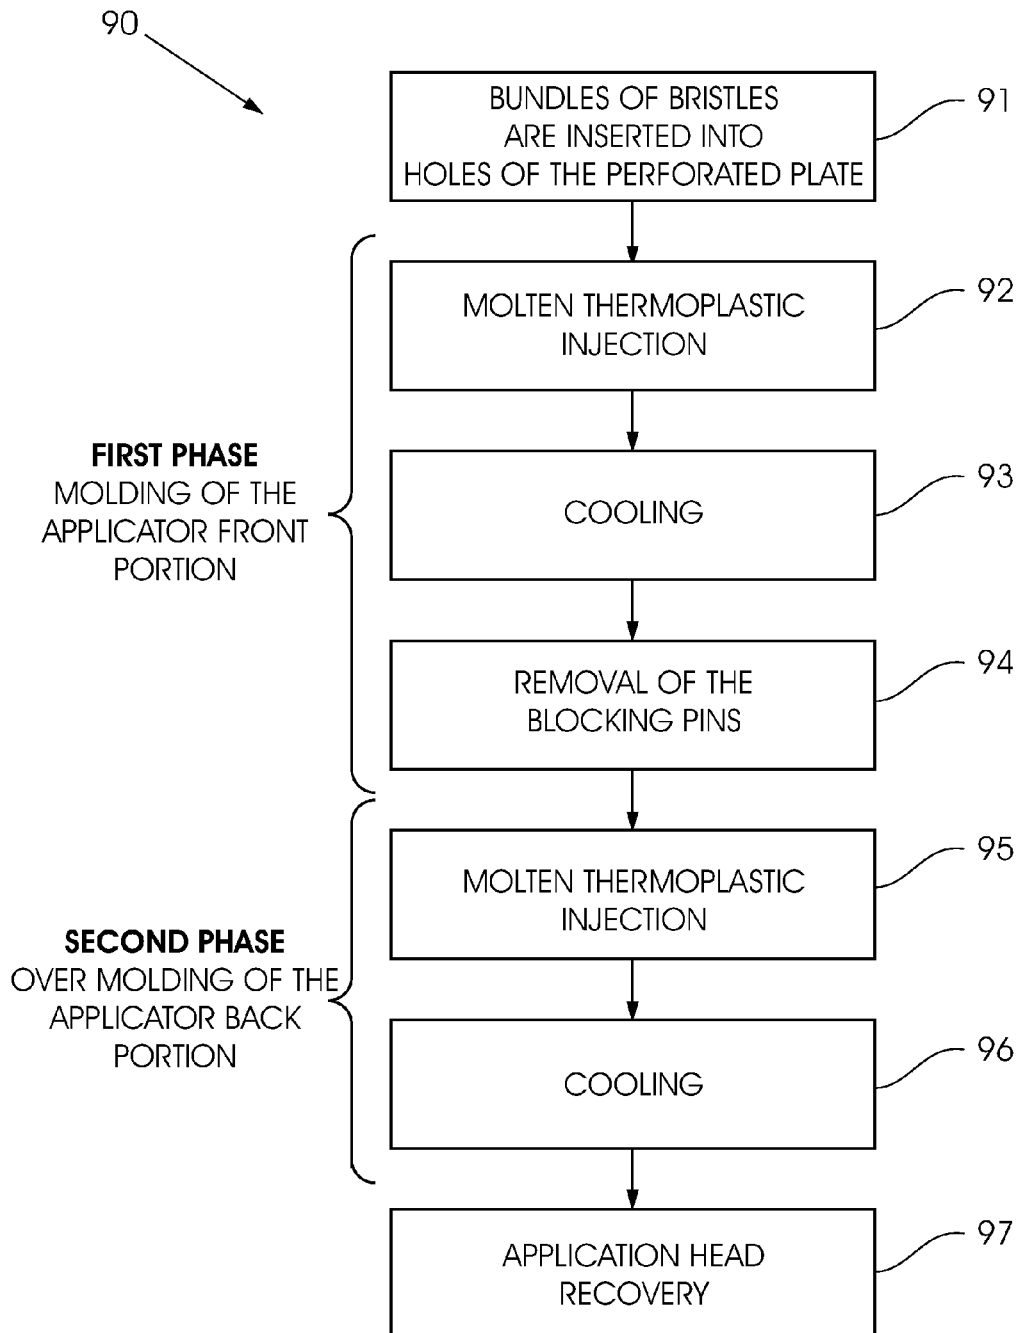 90
BUNDLES OF BRISTLES
ARE INSERTED INTO
HOLES OF THE PERFORATED PLATE
91
MOLTEN THERMOPLASTIC
INJECTION
92
FIRST PHASE
MOLDING OF THE
APPLICATOR FRONT
PORTION
COOLING
93
REMOVAL OF THE
BLOCKING PINS
94
MOLTEN THERMOPLASTIC
INJECTION
95
SECOND PHASE
OVER MOLDING OF THE
APPLICATOR BACK
PORTION
COOLING
96
APPLICATION HEAD
RECOVERY
97